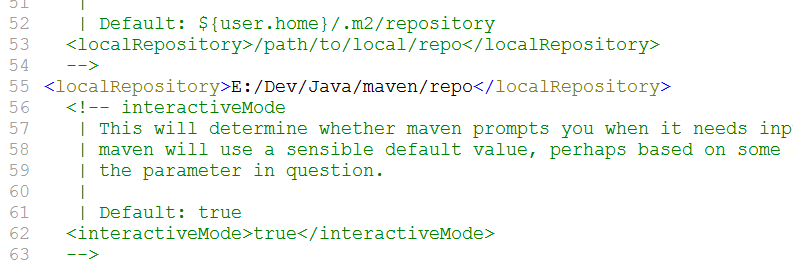 51 |
52 | Default: ${user.home}/.m2/repository
53 <localRepository>/path/to/local/repo</localRepository>
54 -->
55 <localRepository>E:/Dev/Java/maven/repo</localRepository>
56 <!-- interactiveMode
57 | This will determine whether maven prompts you when it needs inp
58 | maven will use a sensible default value, perhaps based on some
59 | the parameter in question.
60 |
61 | Default: true
62 <interactiveMode>true</interactiveMode>
63 -->